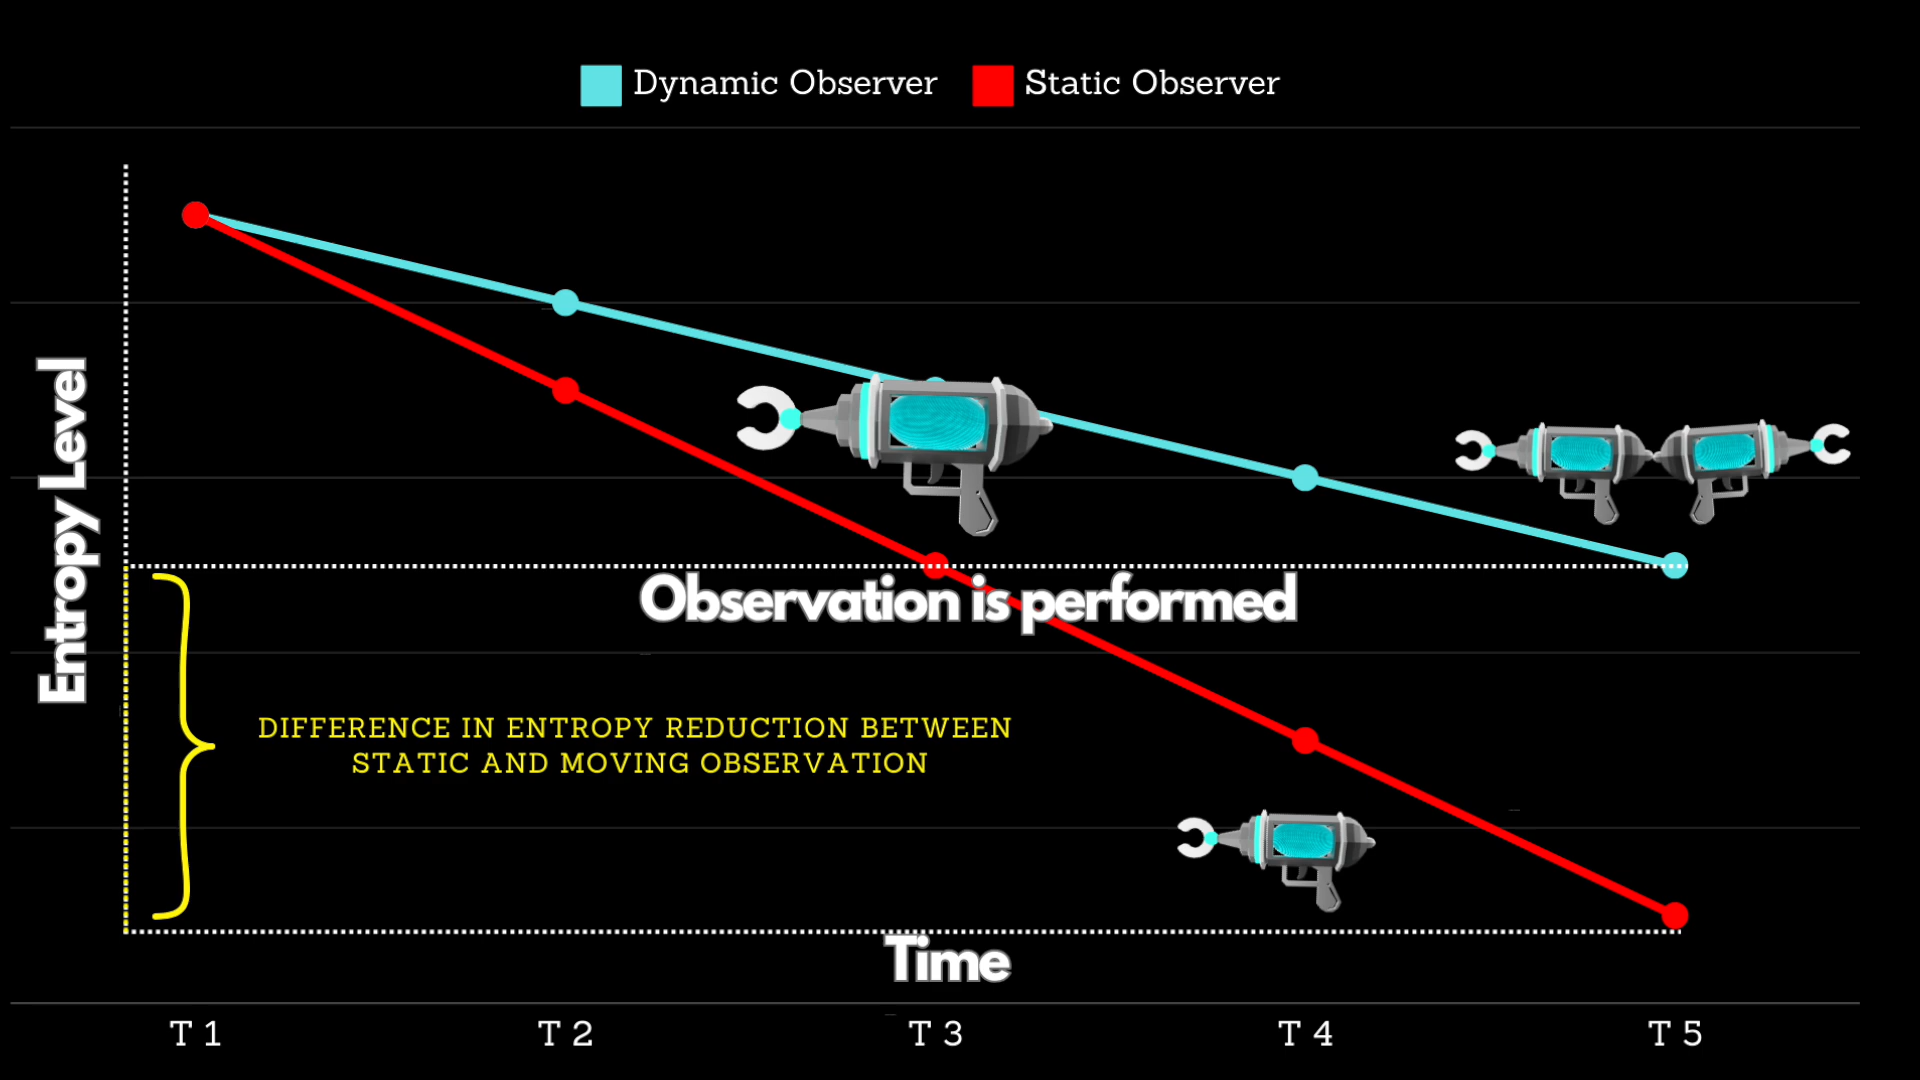 Dynamic Observer
Static Observer
Entropy Level
Observation is performed
DIFFERENCE IN ENTROPY REDUCTION BETWEEN
STATIC AND MOVING OBSERVATION
Time
T 1
T 2
T 3
T 4
T 5